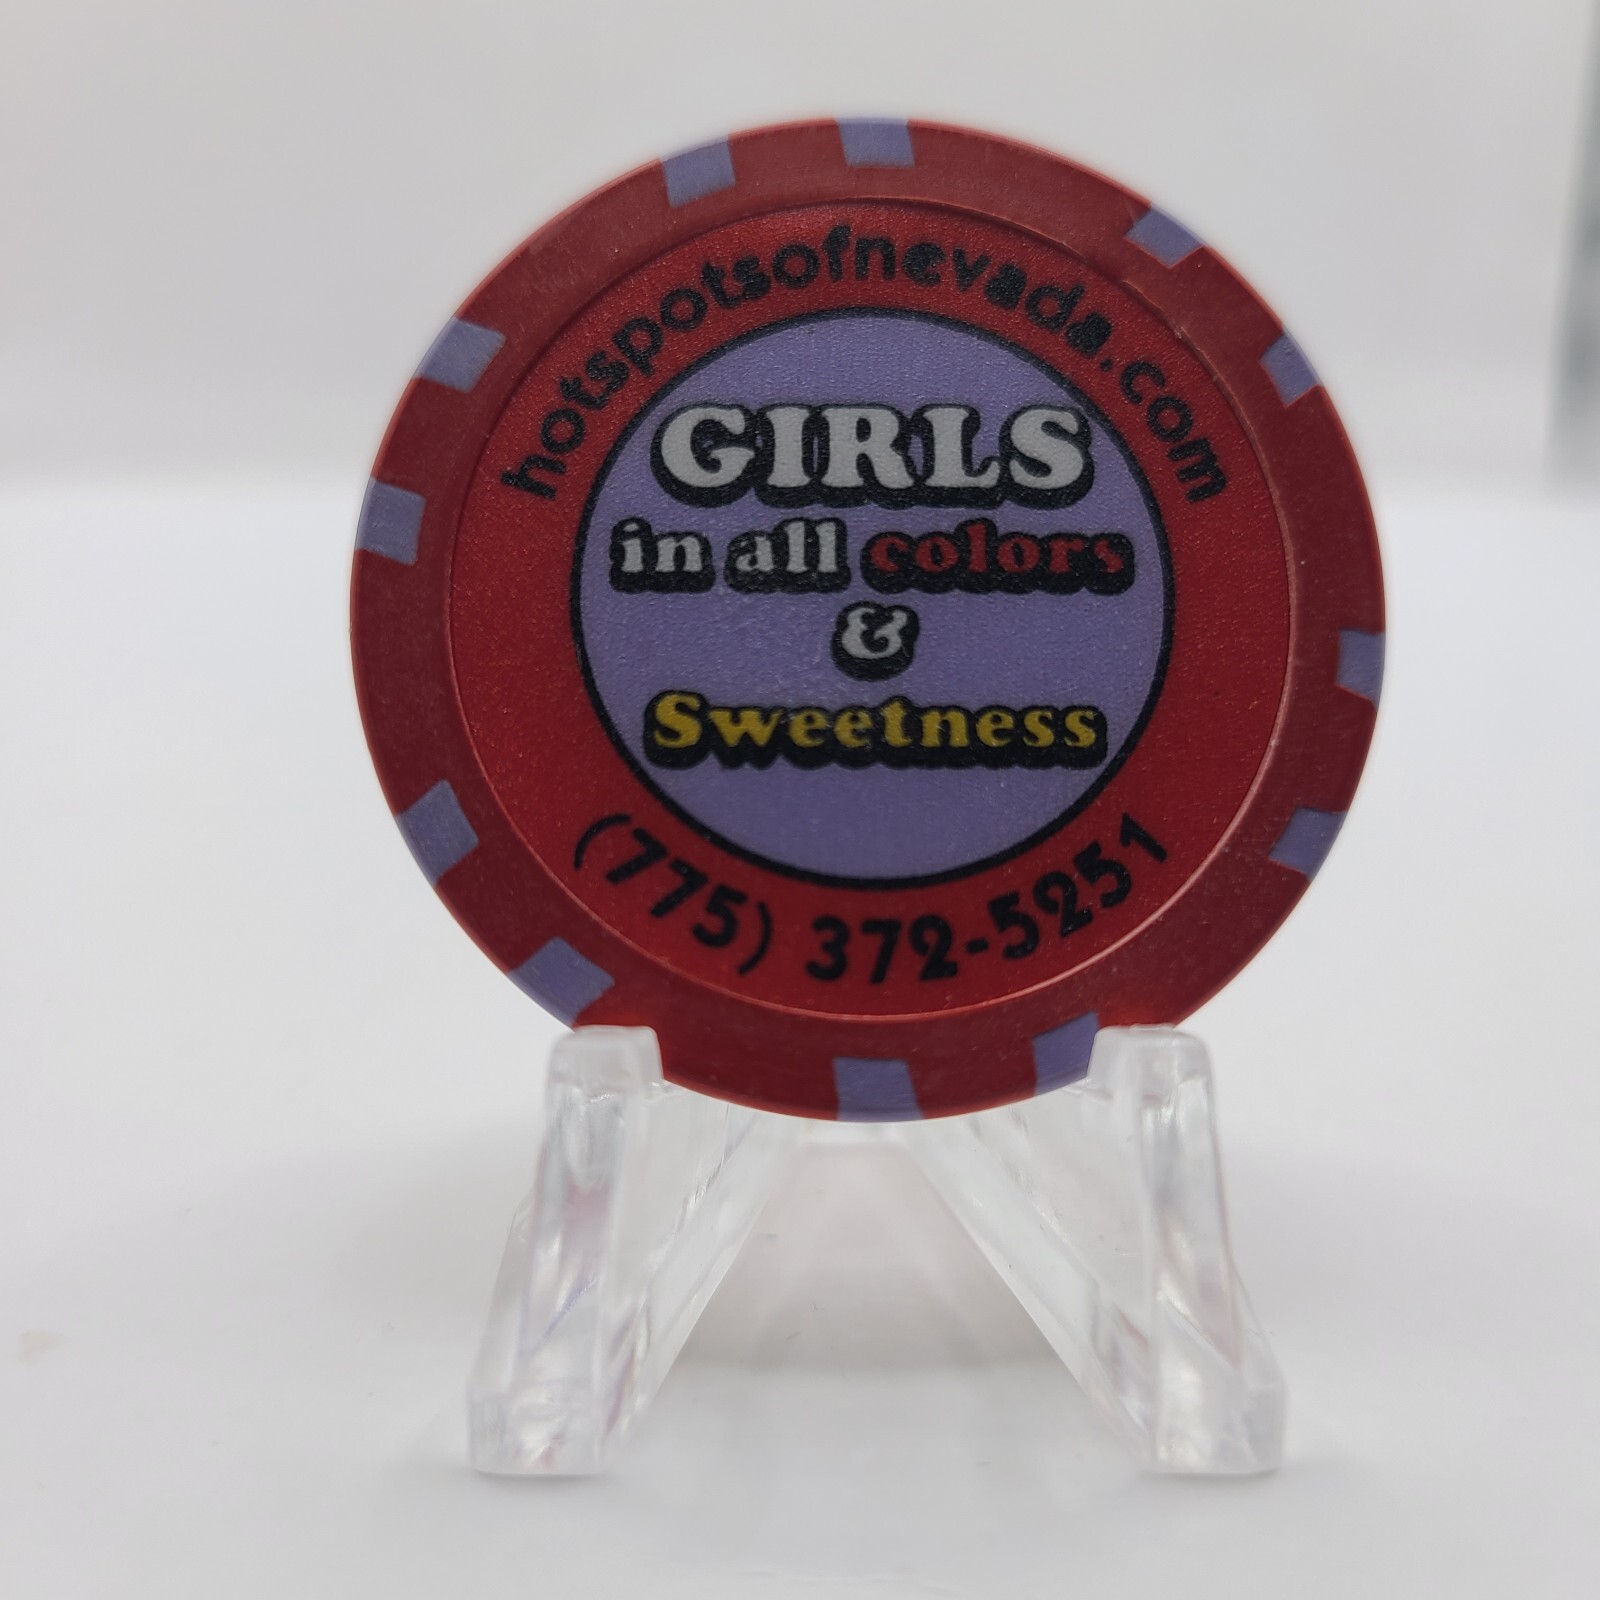 hotspotsofnevada.com
GIRLS
in all colors
&
Sweetness
(775) 372-5251